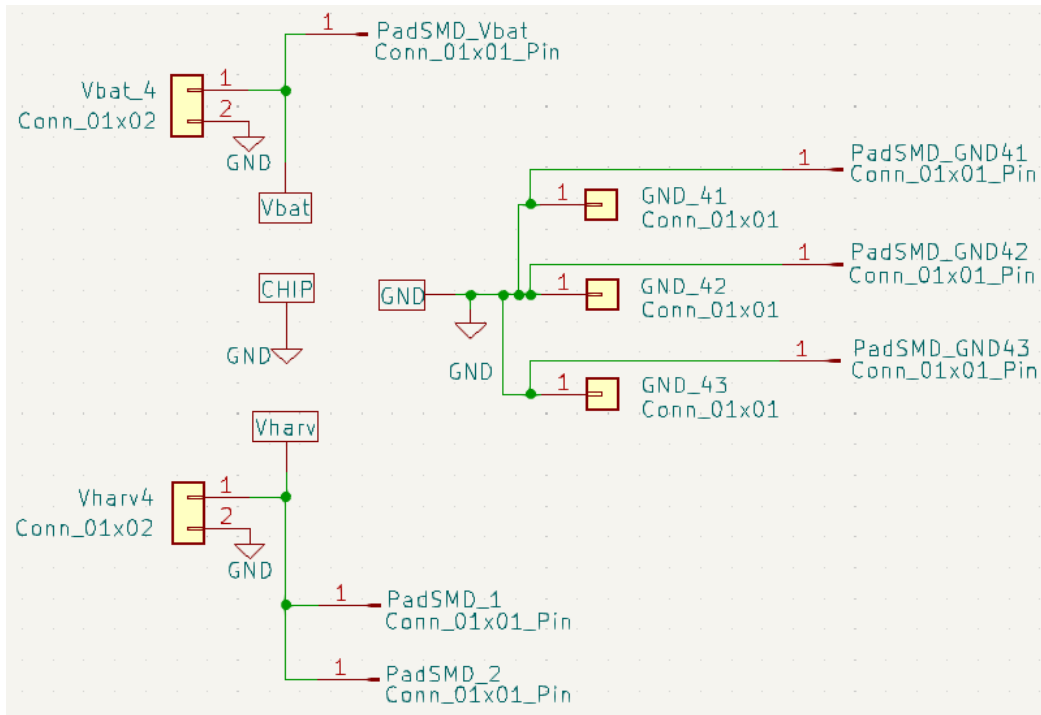 1
PadSMD_Vbat
Conn_01x01_Pin
Vbat_4
Conn_01x02
1
2
GND
Vbat
1
PadSMD_GND41
Conn_01x01_Pin
1
GND_41
Conn_01x01
1
PadSMD_GND42
Conn_01x01_Pin
CHIP
GND
GND
1
GND_42
Conn_01x01
GND
1
PadSMD_GND43
Conn_01x01_Pin
1
GND_43
Conn_01x01
Vharv
Vharv4
Conn_01x02
1
2
GND
1
PadSMD_1
Conn_01x01_Pin
1
PadSMD_2
Conn_01x01_Pin